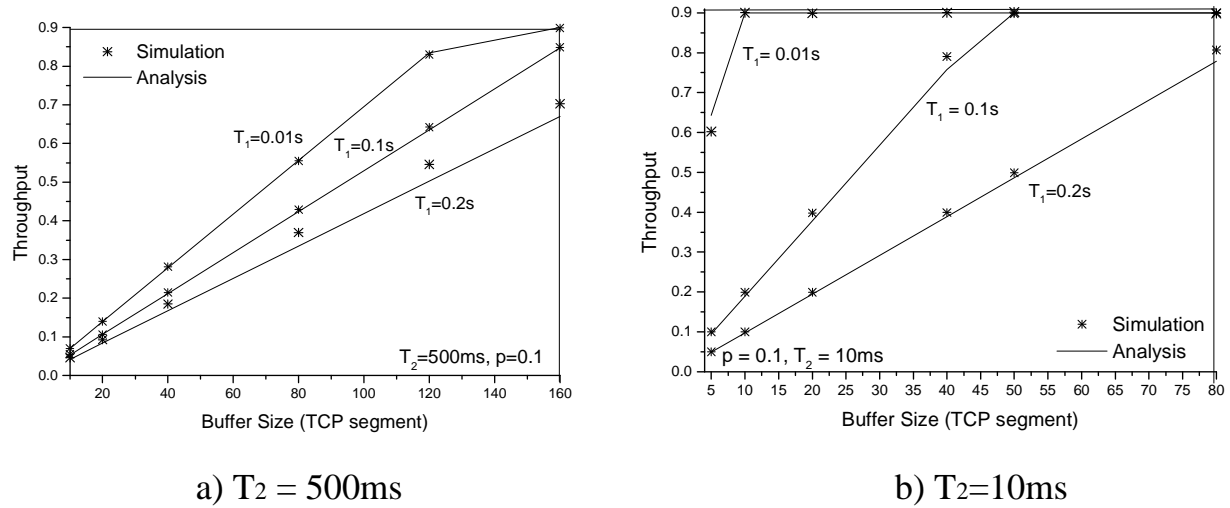 0.9
0.8
0.7
0.6
0.5
0.4
0.3
0.2
0.1
0.0
Throughput
Simulation
Analysis
T1=0.01s
T1=0.1s
T1=0.2s
T2=500ms, p=0.1
20 40 60 80 100 120 140 160
Buffer Size (TCP segment)
a) T2 = 500ms
0.9
0.8
0.7
0.6
0.5
0.4
0.3
0.2
0.1
0.0
Throughput
T1= 0.01s
T1 = 0.1s
T1=0.2s
Simulation
Analysis
p = 0.1, T2 = 10ms
5 10 15 20 25 30 35 40 45 50 55 60 65 70 75 80
Buffer Size (TCP segment)
b) T2=10ms